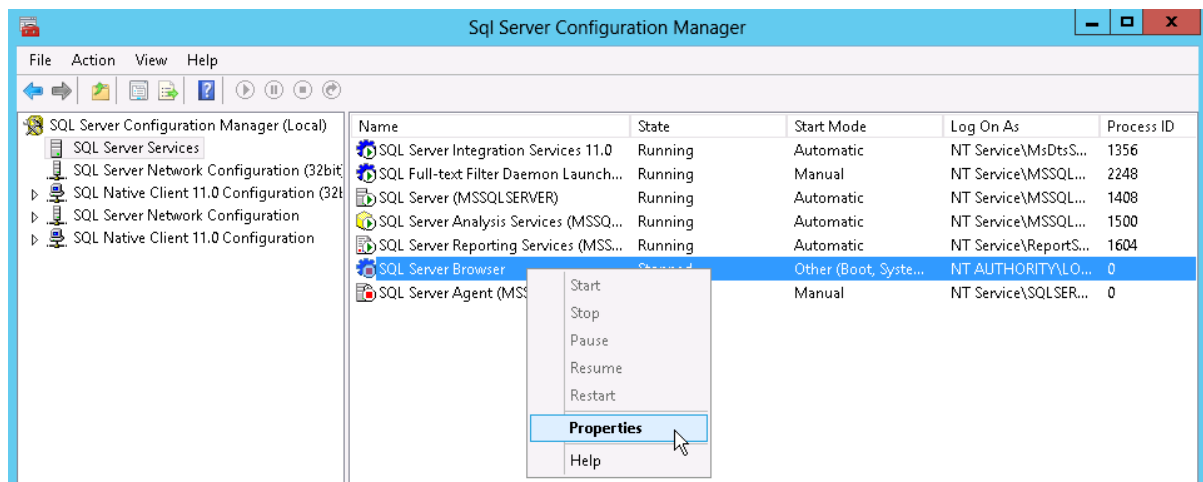 Sql Server Configuration Manager
File Action View Help
SQL Server Configuration Manager (Local)
SQL Server Services
SQL Server Network Configuration (32bit
SQL Native Client 11.0 Configuration (32b
SQL Server Network Configuration
SQL Native Client 11.0 Configuration
Name State Start Mode Log On As Process ID
SQL Server Integration Services 11.0 Running Automatic NT Service\MsDtsS... 1356
SQL Full-text Filter Daemon Launch... Running Manual NT Service\MSSQL... 2248
SQL Server (MSSQLSERVER) Running Automatic NT Service\MSSQL... 1408
SQL Server Analysis Services (MSSQ... Running Automatic NT Service\MSSQL... 1500
SQL Server Reporting Services (MSS... Running Automatic NT Service\ReportS... 1604
SQL Server Browser Stopped Other (Boot, Syste... NT AUTHORITY\LO... 0
SQL Server Agent (MSS Manual NT Service\SQLSER... 0
Start
Stop
Pause
Resume
Restart
Properties
Help